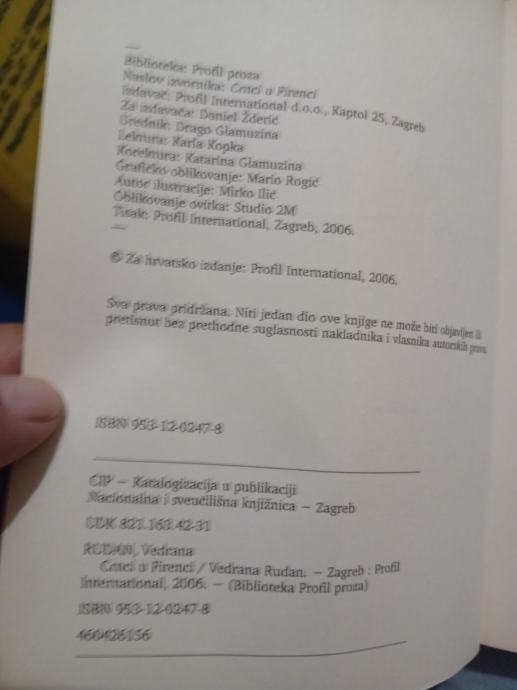 —
Biblioteka: Profil proza
Naslov izvornika: Crnci u Firenci
Izdavač: Profil International d.o.o., Kaptol 25, Zagreb
Za izdavača: Daniel Žderić
Urednik: Drago Glamuzina
Lektura: Karla Kopka
Korektura: Katarina Glamuzina
Grafičko oblikovanje: Mario Rogić
Autor ilustracije: Mirko Ilić
Oblikovanje ovitka: Studio 2M
Tisak: Profil International, Zagreb, 2006.
—
© Za hrvatsko izdanje: Profil International, 2006.
Sva prava pridržana. Niti jedan dio ove knjige ne može biti objavljen ili
pretisnut bez prethodne suglasnosti nakladnika i vlasnika autorskih prava.
ISBN 953-12-0247-8
CIP – Katalogizacija u publikaciji
Nacionalna i sveučilišna knjižnica – Zagreb
UDK 821.163.42-31
RUDAN, Vedrana
Crnci u Firenci / Vedrana Rudan. – Zagreb : Profil
International, 2006. – (Biblioteka Profil proza)
ISBN 953-12-0247-8
460426156